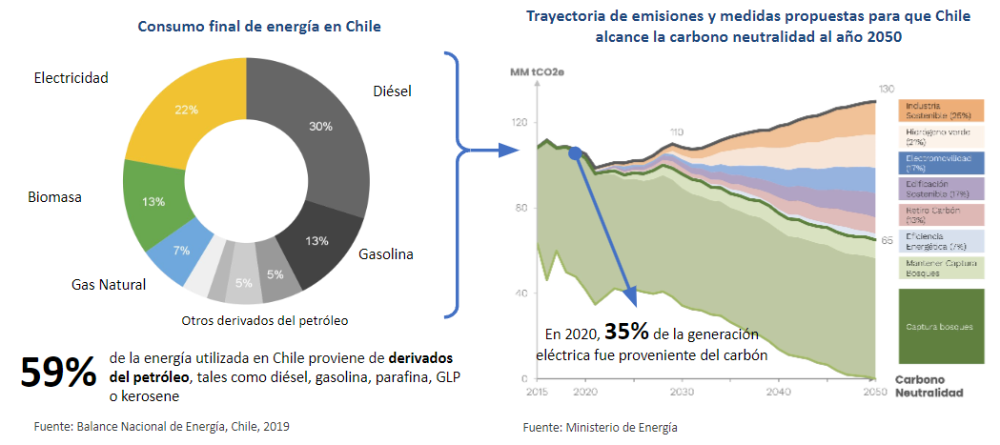 Consumo final de energía en Chile
Electricidad
Diésel
22%
30%
Biomasa
13%
13%
Gasolina
7%
5%
5%
Gas Natural
Otros derivados del petróleo
59%
de la energía utilizada en Chile proviene de derivados
del petróleo, tales como diésel, gasolina, parafina, GLP
o kerosene
Fuente: Balance Nacional de Energía, Chile, 2019
Trayectoria de emisiones y medidas propuestas para que Chile
alcance la carbono neutralidad al año 2050
MM tCO2e
120
80
40
0
110
130
65
2015
2020
2030
2040
2050
En 2020, 35% de la generación
eléctrica fue proveniente del carbón
Industria
Sostenible (25%)
Hidrógeno verde
(21%)
Electromovilidad
(17%)
Edificación
Sostenible (17%)
Retiro Carbón
(13%)
Eficiencia
Energética (7%)
Mantener Captura
Bosques
Captura bosques
Carbono
Neutralidad
Fuente: Ministerio de Energía